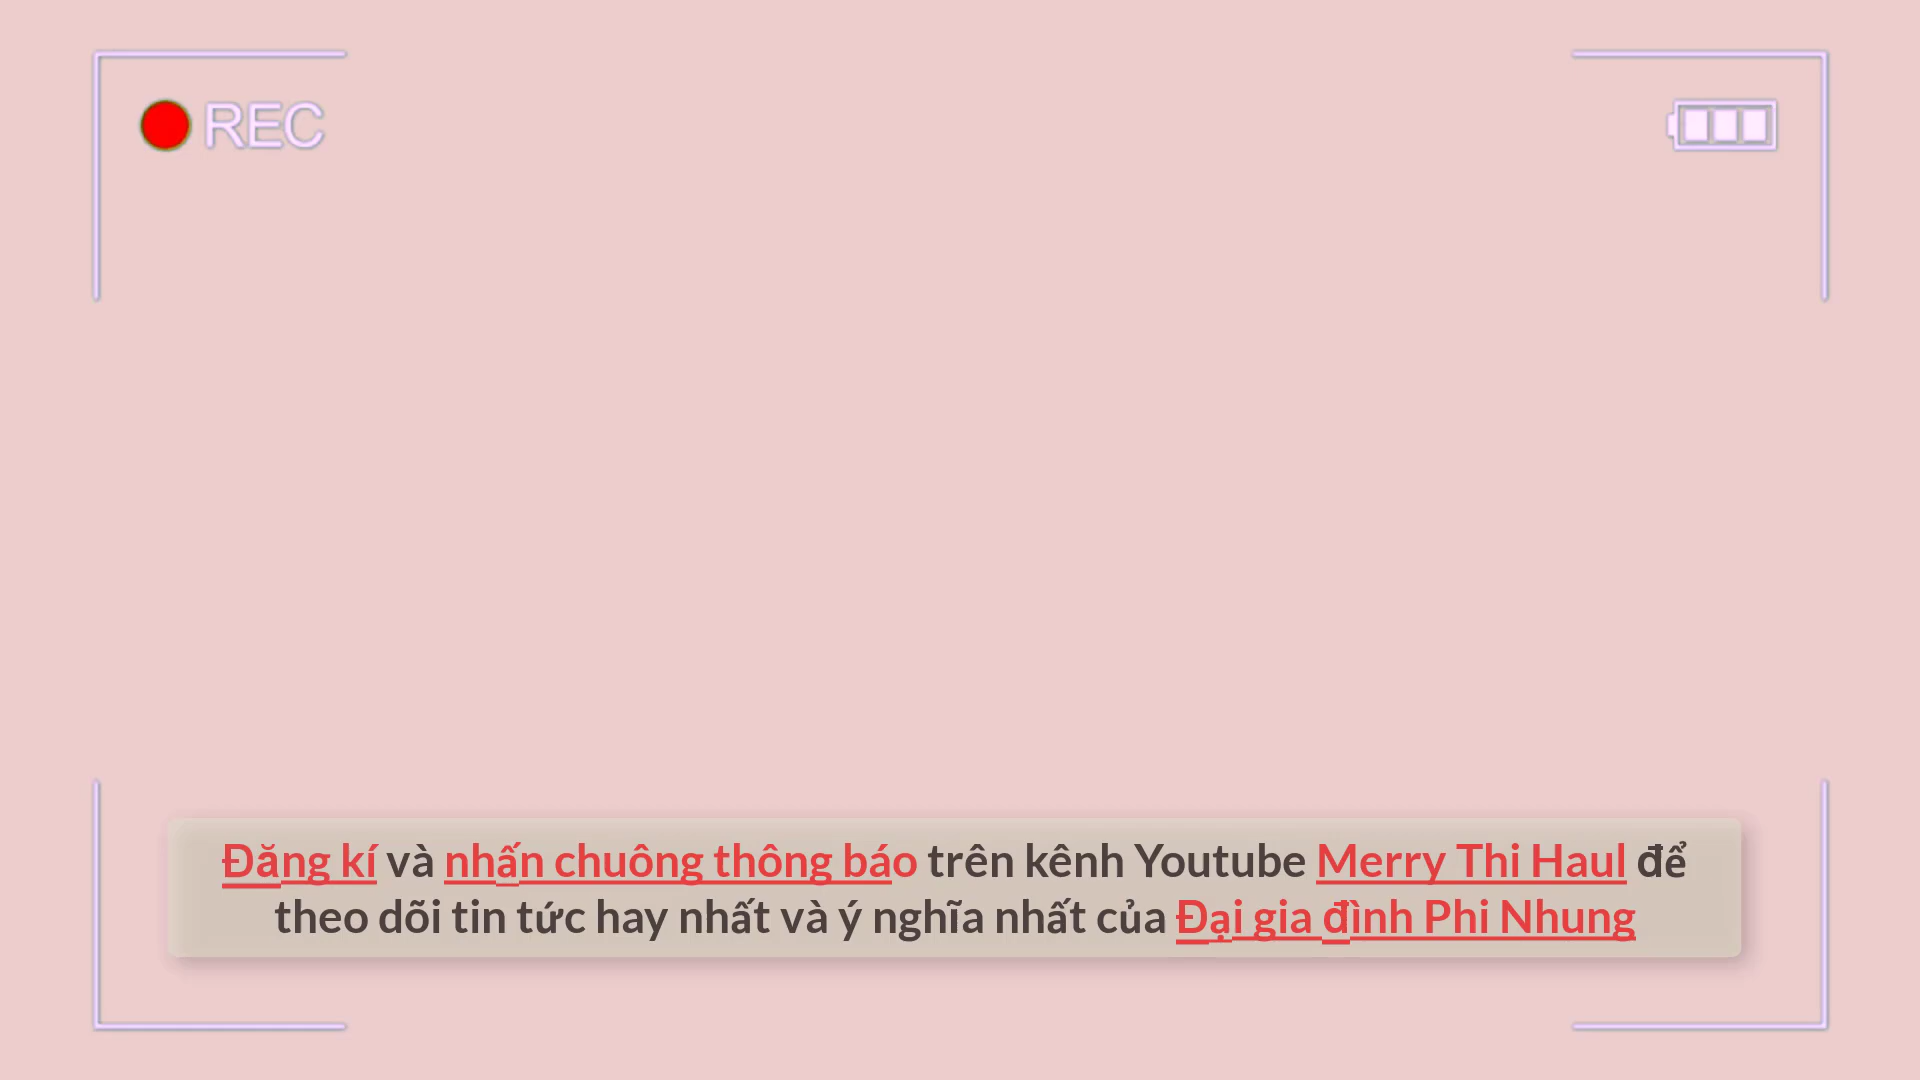 REC
Đăng kí và nhấn chuông thông báo trên kênh Youtube Merry Thi Haul để
theo dõi tin tức hay nhất và ý nghĩa nhất của Đại gia đình Phi Nhung